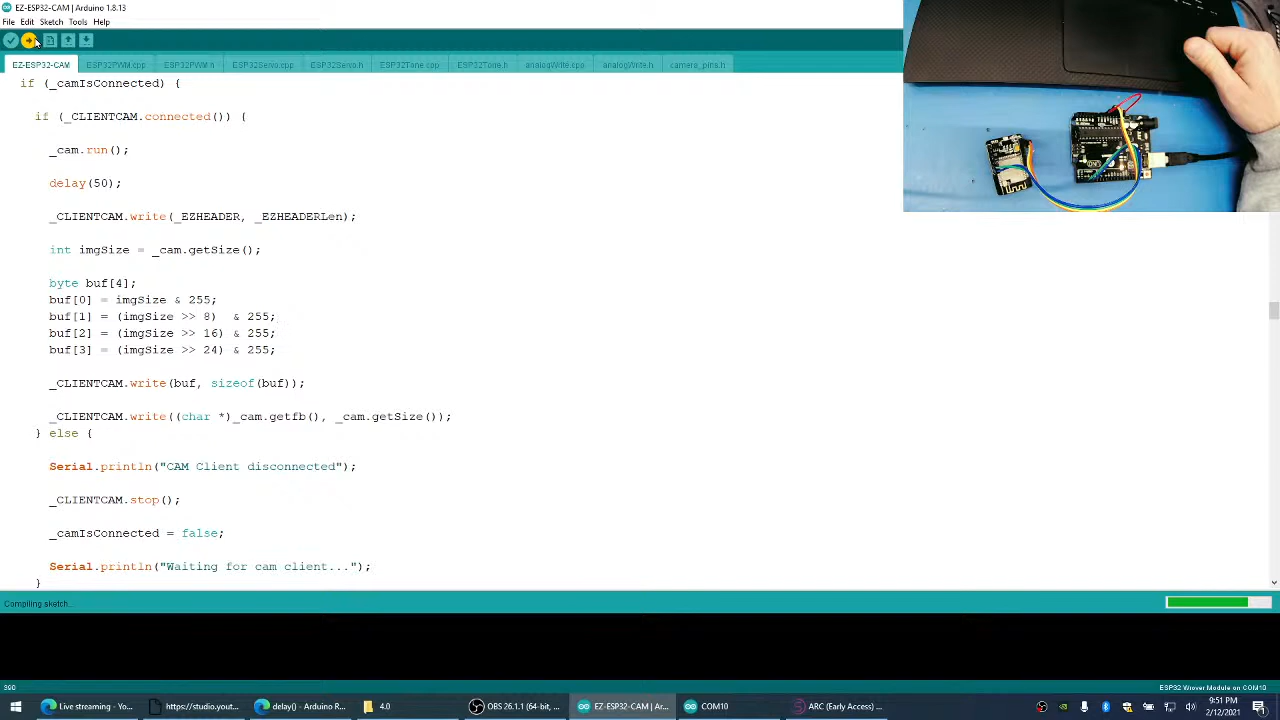 EZ-ESP32-CAM | Arduino 1.8.13
File Edit Sketch Tools Help
EZ-ESP32-CAM ESP32PWM.cpp ESP32PWM.h ESP32Servo.cpp ESP32Servo.h ESP32Tone.cpp ESP32Tone.h analogWrite.cpp analogWrite.h camera_pins.h
if (_camIsConnected) {
if (_CLIENTCAM.connected()) {
_cam.run();
delay(50);
_CLIENTCAM.write(_EZHEADER, _EZHEADERLen);
int imgSize = _cam.getSize();
byte buf[4];
buf[0] = imgSize & 255;
buf[1] = (imgSize >> 8)  & 255;
buf[2] = (imgSize >> 16) & 255;
buf[3] = (imgSize >> 24) & 255;
_CLIENTCAM.write(buf, sizeof(buf));
_CLIENTCAM.write((char *)_cam.getfb(), _cam.getSize());
} else {
Serial.println("CAM Client disconnected");
_CLIENTCAM.stop();
_camIsConnected = false;
Serial.println("Waiting for cam client...");
}
Compiling sketch...
390 ESP32 Wrover Module on COM10
Live streaming - Yo... https://studio.yout... delay() - Arduino R... 4.0 OBS 26.1.1 (64-bit, ... EZ-ESP32-CAM | Ar... COM10 ARC (Early Access) ... 9:51 PM
2/12/2021